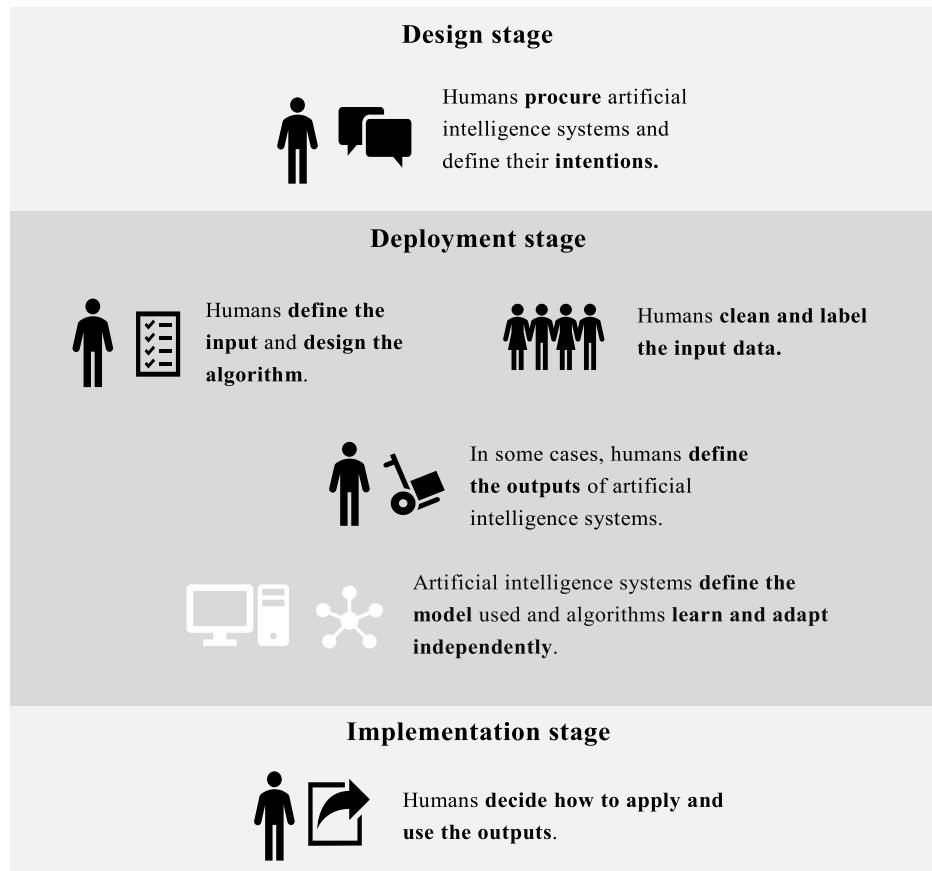 Design stage
Humans procure artificial
intelligence systems and
define their intentions.
Deployment stage
Humans define the
input and design the
algorithm.
Humans clean and label
the input data.
In some cases, humans define
the outputs of artificial
intelligence systems.
Artificial intelligence systems define the
model used and algorithms learn and adapt
independently.
Implementation stage
Humans decide how to apply and
use the outputs.